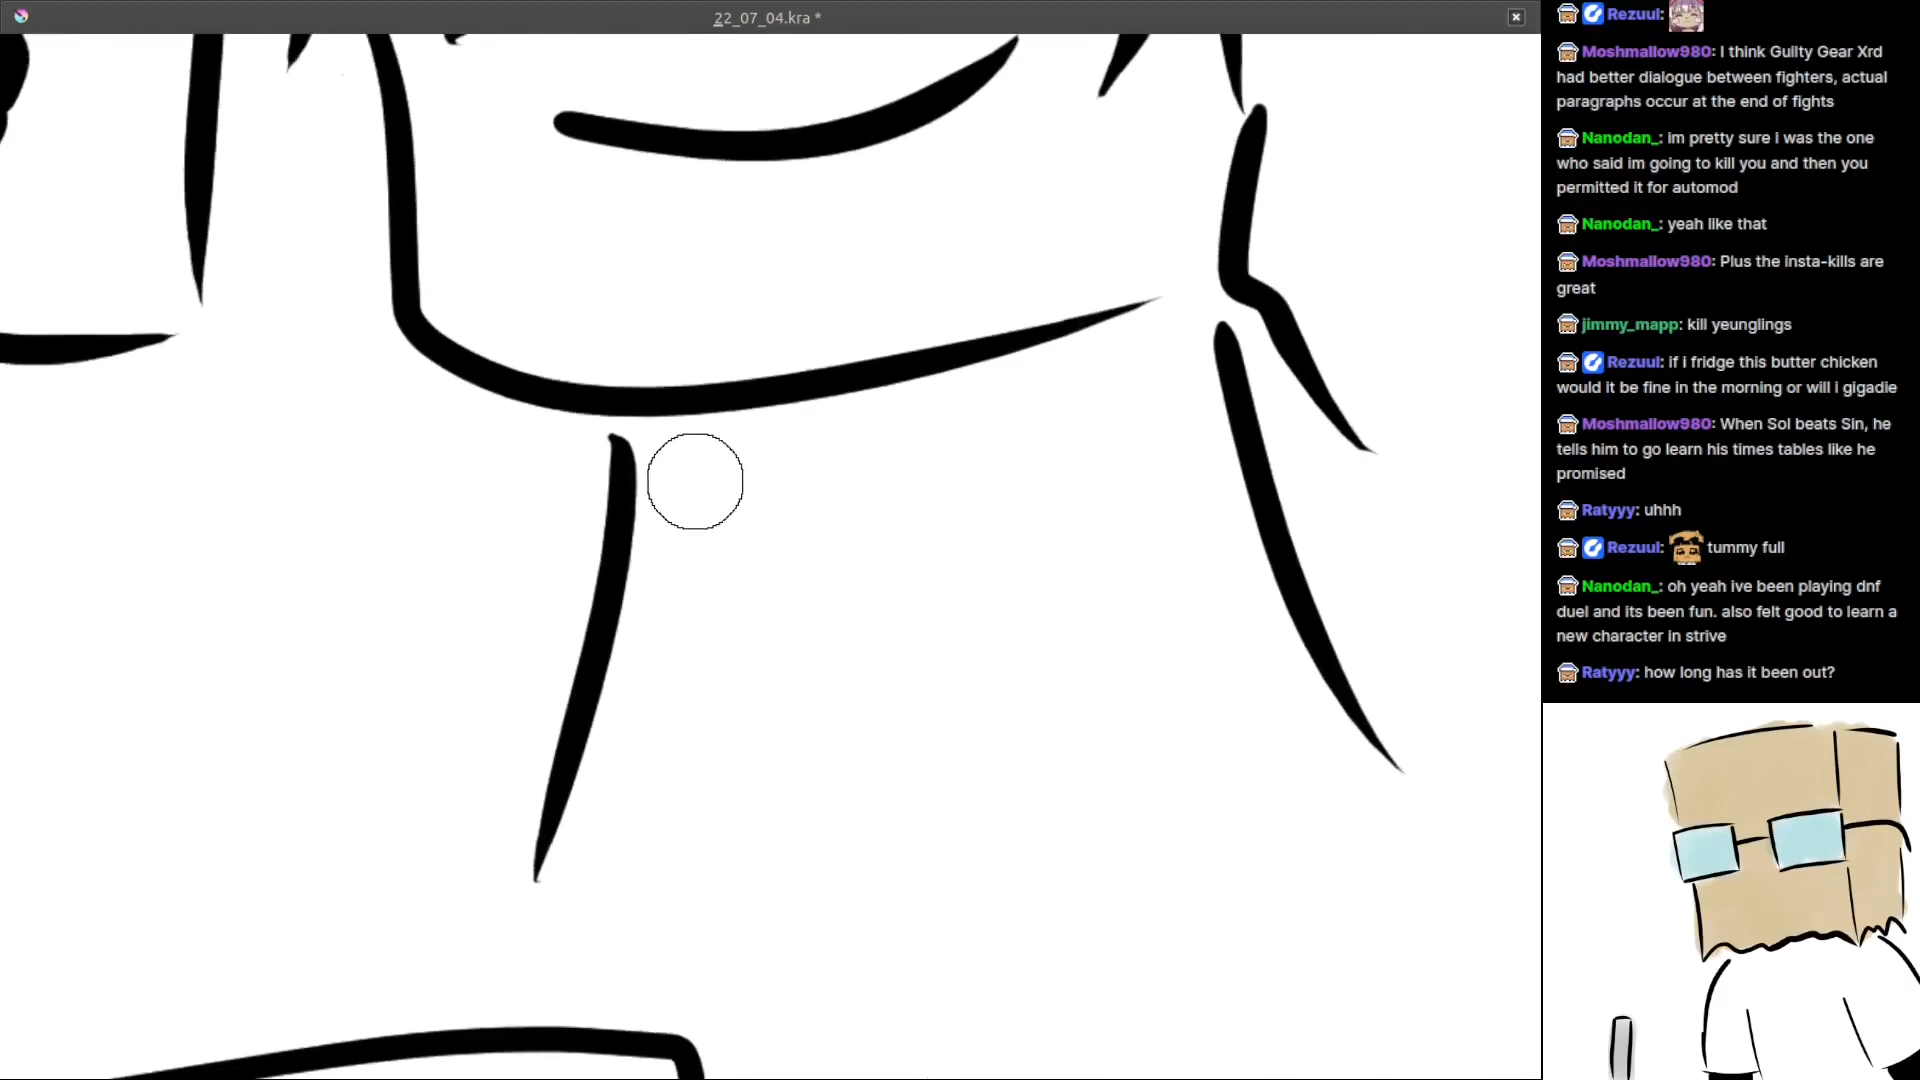 22_07_04.kra *
Rezuul:
Moshmallow980: I think Guilty Gear Xrd
had better dialogue between fighters, actual
paragraphs occur at the end of fights
Nanodan_: im pretty sure i was the one
who said im going to kill you and then you
permitted it for automod
Nanodan_: yeah like that
Moshmallow980: Plus the insta-kills are
great
jimmy_mapp: kill yeunglings
Rezuul: if i fridge this butter chicken
would it be fine in the morning or will i gigadie
Moshmallow980: When Sol beats Sin, he
tells him to go learn his times tables like he
promised
Ratyyy: uhhh
Rezuul: tummy full
Nanodan_: oh yeah ive been playing dnf
duel and its been fun. also felt good to learn a
new character in strive
Ratyyy: how long has it been out?